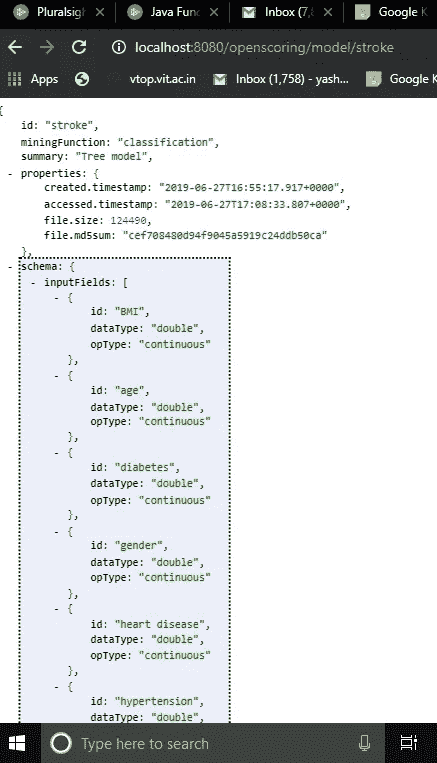 Pluralsigh
Java Func
Inbox (7,
Google K
localhost:8080/openscoring/model/stroke
Apps
vtop.vit.ac.in
Inbox (1,758) - yash...
Google K
{
id: "stroke",
miningFunction: "classification",
summary: "Tree model",
- properties: {
created.timestamp: "2019-06-27T16:55:17.917+0000",
accessed.timestamp: "2019-06-27T17:08:33.807+0000",
file.size: 124490,
file.md5sum: "cef708480d94f9045a5919c24ddb50ca"
},
- schema: {
- inputFields: [
- {
id: "BMI",
dataType: "double",
opType: "continuous"
},
- {
id: "age",
dataType: "double",
opType: "continuous"
},
- {
id: "diabetes",
dataType: "double",
opType: "continuous"
},
- {
id: "gender",
dataType: "double",
opType: "continuous"
},
- {
id: "heart disease",
dataType: "double",
opType: "continuous"
},
- {
id: "hypertension",
dataType: "double",
Type here to search